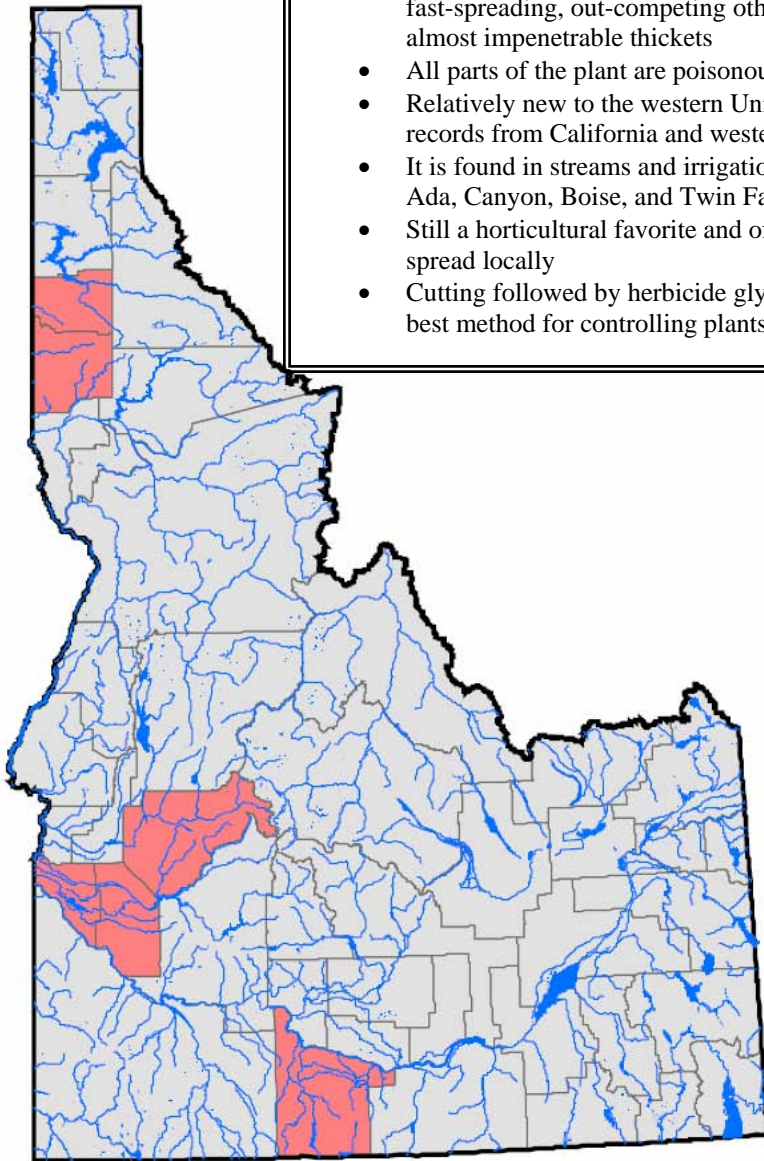 fast-spreading, out-competing oth
almost impenetrable thickets
• All parts of the plant are poisonou
• Relatively new to the western Uni
records from California and weste
• It is found in streams and irrigatio
Ada, Canyon, Boise, and Twin Fa
• Still a horticultural favorite and of
spread locally
• Cutting followed by herbicide gly
best method for controlling plants